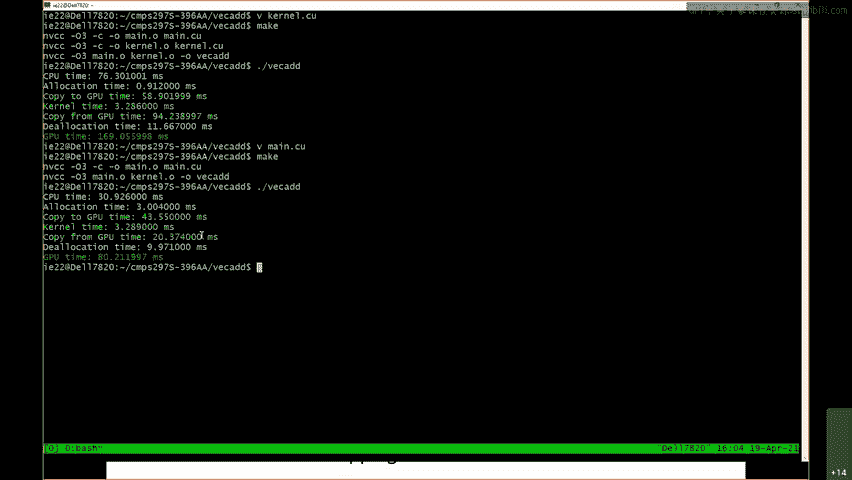 ie22@Dell7820:~/cmps297S-396AA/vecadd$ v kernel.cu
ie22@Dell7820:~/cmps297S-396AA/vecadd$ make
nvcc -O3 -c -o main.o main.cu
nvcc -O3 -c -o kernel.o kernel.cu
nvcc -O3 main.o kernel.o -o vecadd
ie22@Dell7820:~/cmps297S-396AA/vecadd$ ./vecadd
CPU time: 76.301001 ms
Allocation time: 0.912000 ms
Copy to GPU time: 58.901999 ms
Kernel time: 3.286000 ms
Copy from GPU time: 94.238997 ms
Deallocation time: 11.667000 ms
GPU time: 169.055998 ms
ie22@Dell7820:~/cmps297S-396AA/vecadd$ v main.cu
ie22@Dell7820:~/cmps297S-396AA/vecadd$ make
nvcc -O3 -c -o main.o main.cu
nvcc -O3 main.o kernel.o -o vecadd
ie22@Dell7820:~/cmps297S-396AA/vecadd$ ./vecadd
CPU time: 30.926000 ms
Allocation time: 3.004000 ms
Copy to GPU time: 43.550000 ms
Kernel time: 3.289000 ms
Copy from GPU time: 20.374000 ms
Deallocation time: 9.971000 ms
GPU time: 80.211997 ms
ie22@Dell7820:~/cmps297S-396AA/vecadd$
[0] 0:bash* "Dell7820" 16:04 19-Apr-21
+14